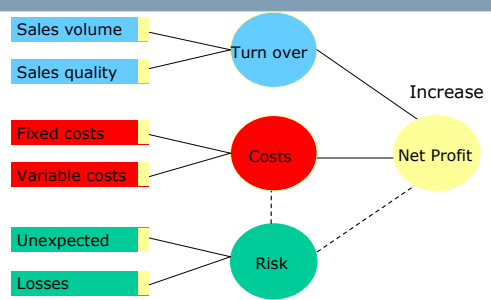 Sales volume
Sales quality
Turn over
Increase
Fixed costs
Variable costs
Costs
Net Profit
Unexpected
Losses
Risk